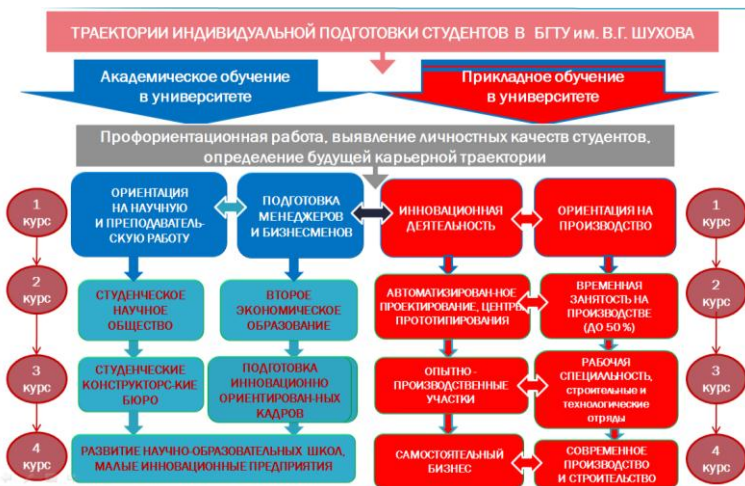 ТРАЕКТОРИИ ИНДИВИДУАЛЬНОЙ ПОДГОТОВКИ СТУДЕНТОВ В БГТУ им. В.Г. ШУХОВА
Академическое обучение
в университете
Прикладное обучение
в университете
Профориентационная работа, выявление личностных качеств студентов,
определение будущей карьерной траектории
1
курс
ОРИЕНТАЦИЯ
НА НАУЧНУЮ
И ПРЕПОДАВАТЕЛЬ-
СКУЮ РАБОТУ
ПОДГОТОВКА
МЕНЕДЖЕРОВ
И БИЗНЕСМЕНОВ
ИННОВАЦИОННАЯ
ДЕЯТЕЛЬНОСТЬ
ОРИЕНТАЦИЯ НА
ПРОИЗВОДСТВО
1
курс
2
курс
СТУДЕНЧЕСКОЕ
НАУЧНОЕ
ОБЩЕСТВО
ВТОРОЕ
ЭКОНОМИЧЕСКОЕ
ОБРАЗОВАНИЕ
АВТОМАТИЗИРОВАН-НОЕ
ПРОЕКТИРОВАНИЕ, ЦЕНТРЫ
ПРОТОТИПИРОВАНИЯ
ВРЕМЕННАЯ
ЗАНЯТОСТЬ НА
ПРОИЗВОДСТВЕ
(ДО 50 %)
2
курс
3
курс
СТУДЕНЧЕСКИЕ
КОНСТРУКТОРС-КИЕ
БЮРО
ПОДГОТОВКА
ИННОВАЦИОННО
ОРИЕНТИРОВАН-НЫХ
КАДРОВ
ОПЫТНО-
ПРОИЗВОДСТВЕННЫЕ
УЧАСТКИ
РАБОЧАЯ
СПЕЦИАЛЬНОСТЬ,
строительные и
технологические
отряды
3
курс
4
курс
РАЗВИТИЕ НАУЧНО-ОБРАЗОВАТЕЛЬНЫХ ШКОЛ,
МАЛЫЕ ИННОВАЦИОННЫЕ ПРЕДПРИЯТИЯ
САМОСТОЯТЕЛЬНЫЙ
БИЗНЕС
СОВРЕМЕННОЕ
ПРОИЗВОДСТВО
И СТРОИТЕЛЬСТВО
4
курс